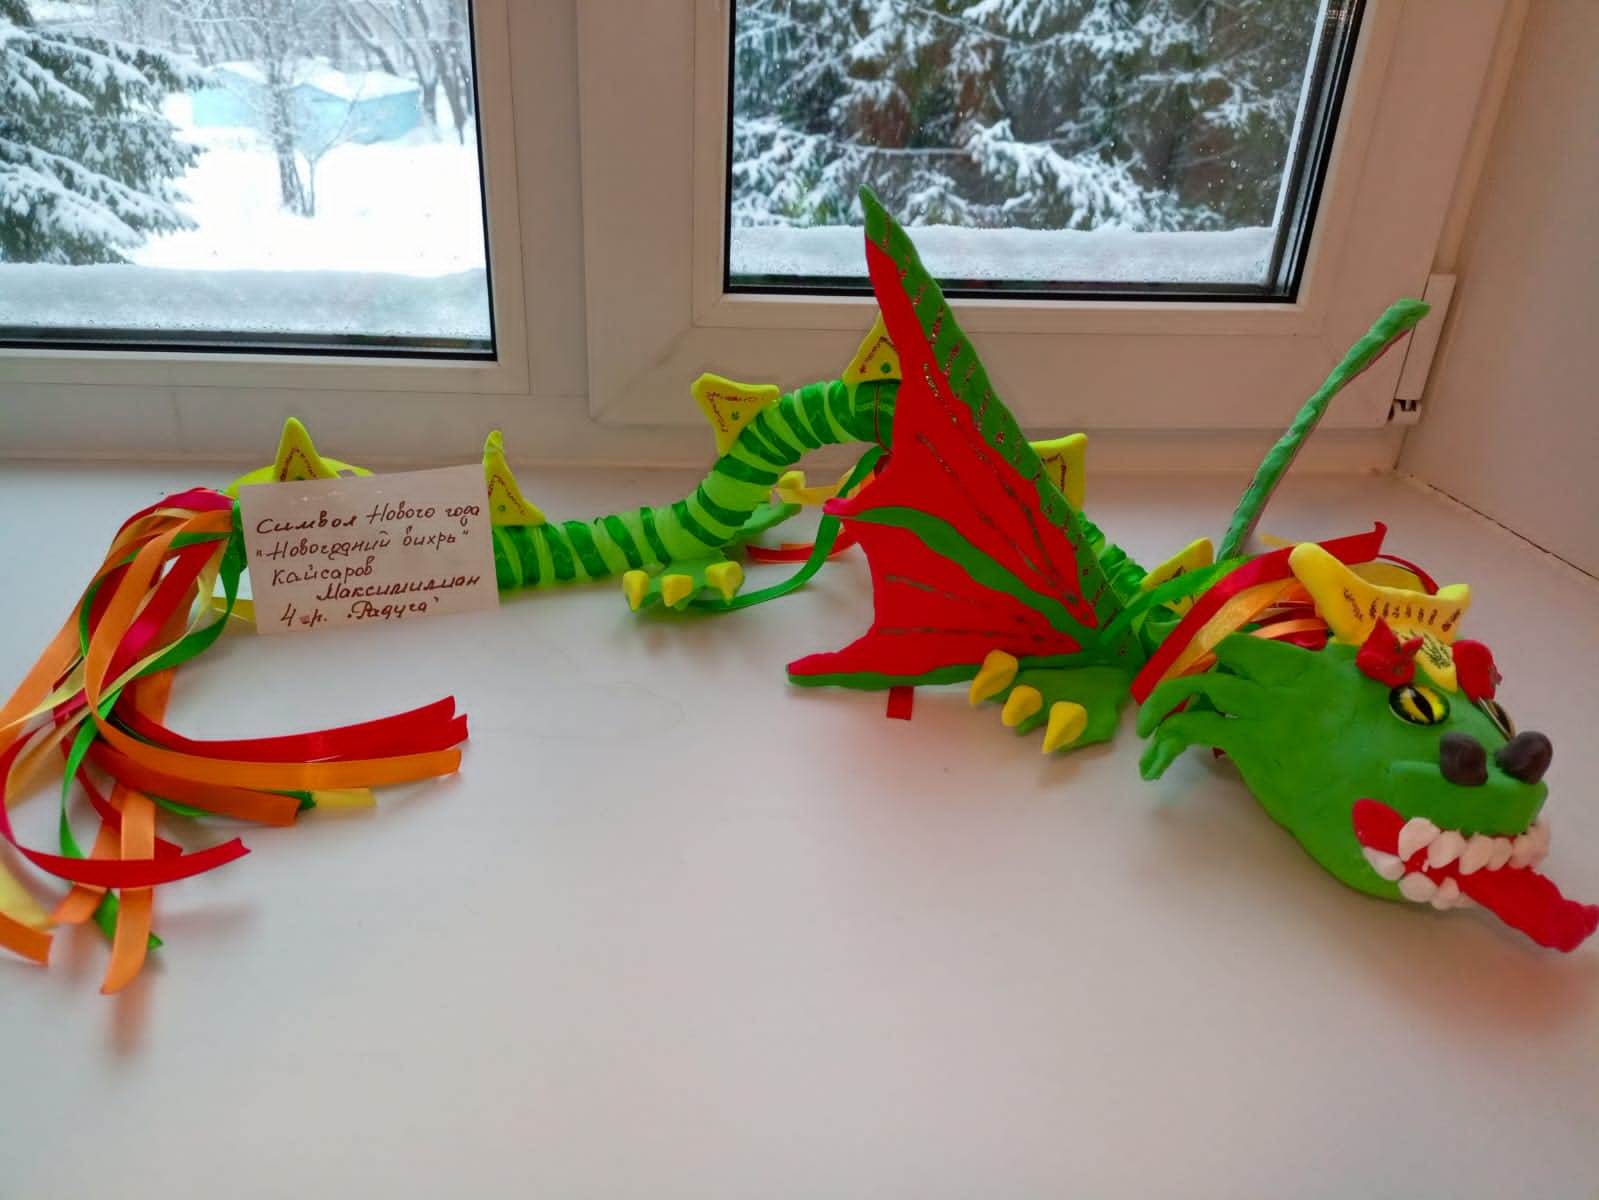 Символ Нового года
"Новогодний вихрь"
Кайсаров
Максимилиан
4 гр. "Радуга"